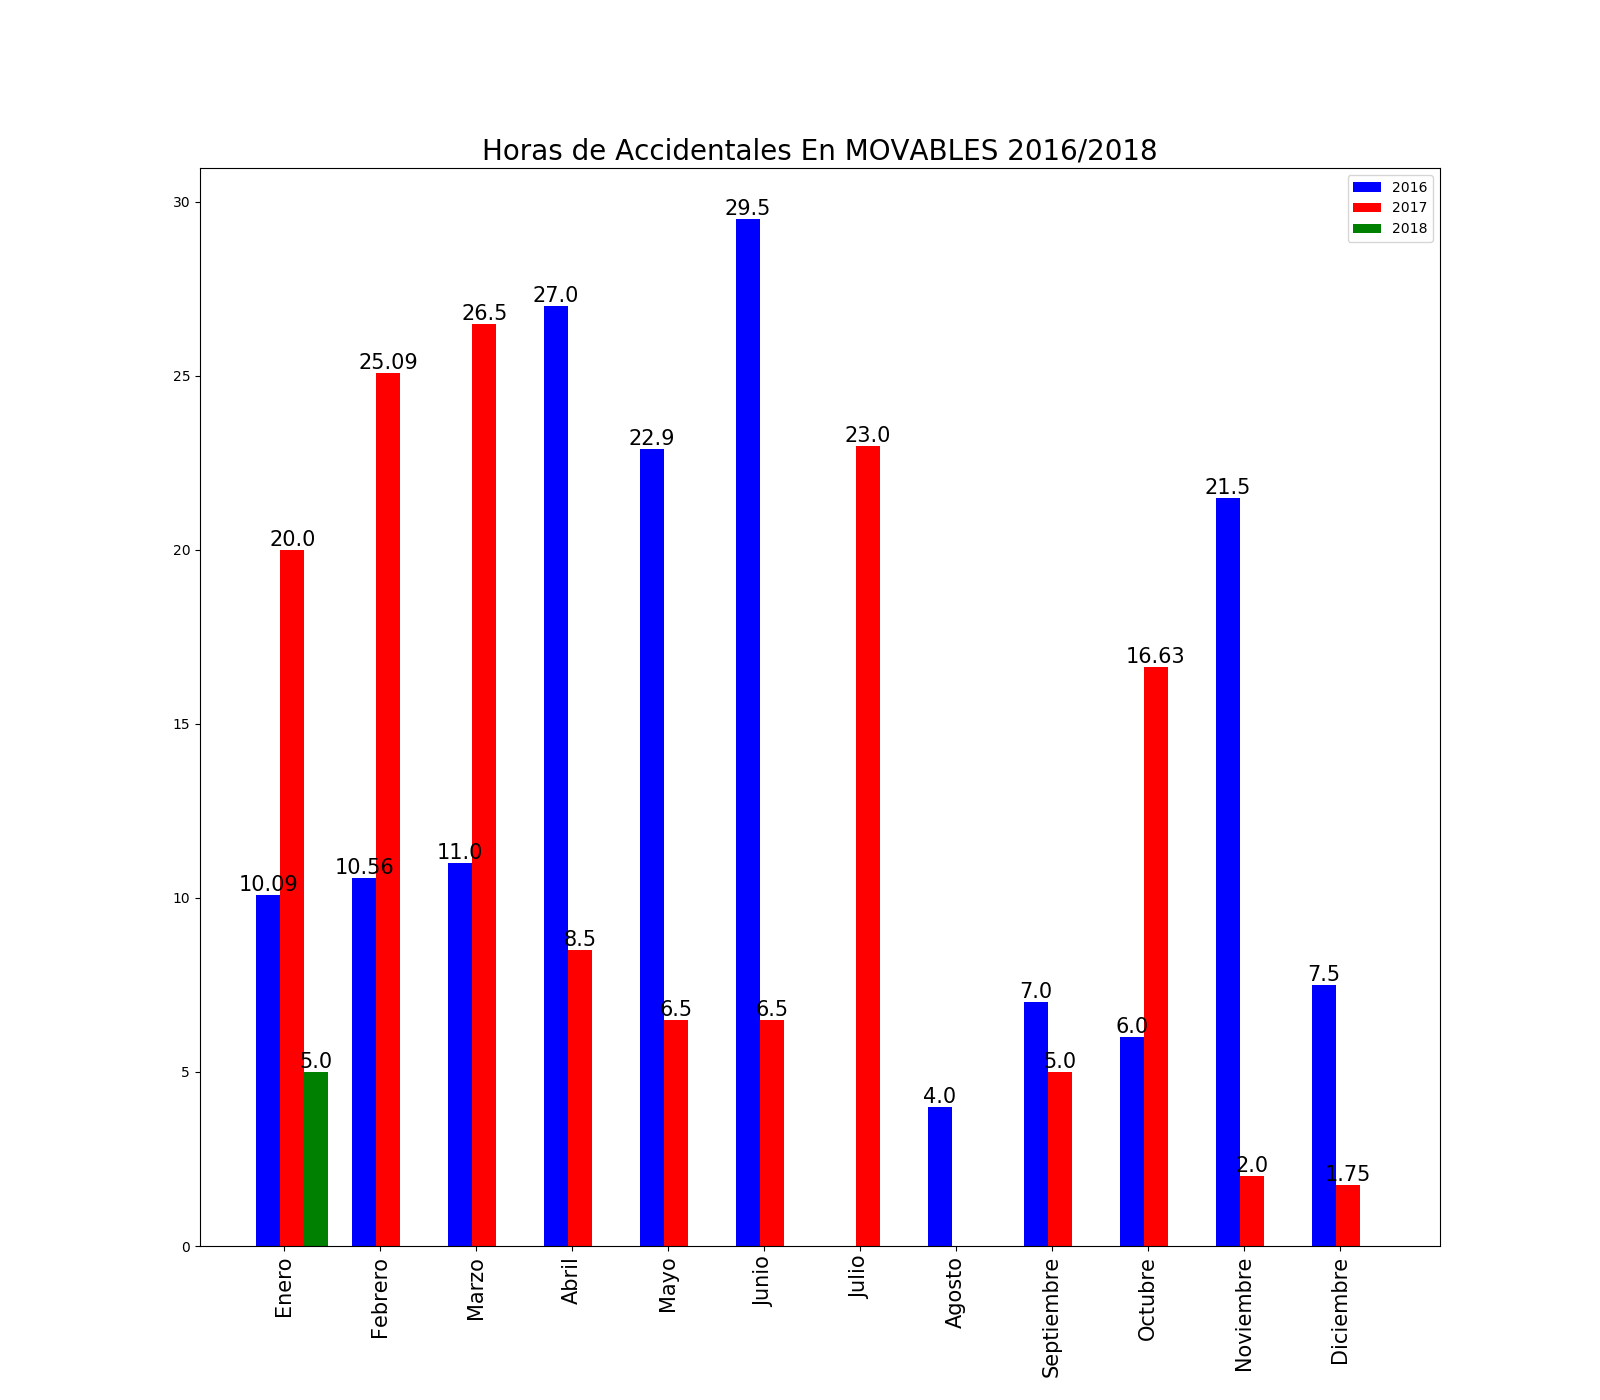 Horas de Accidentales En MOVABLES 2016/2018
2016
2017
2018
30
25
20
15
10
5
0
10.09
20.0
5.0
10.56
25.09
11.0
26.5
27.0
8.5
22.9
6.5
29.5
6.5
23.0
4.0
7.0
5.0
6.0
16.63
21.5
2.0
7.5
1.75
Enero
Febrero
Marzo
Abril
Mayo
Junio
Julio
Agosto
Septiembre
Octubre
Noviembre
Diciembre